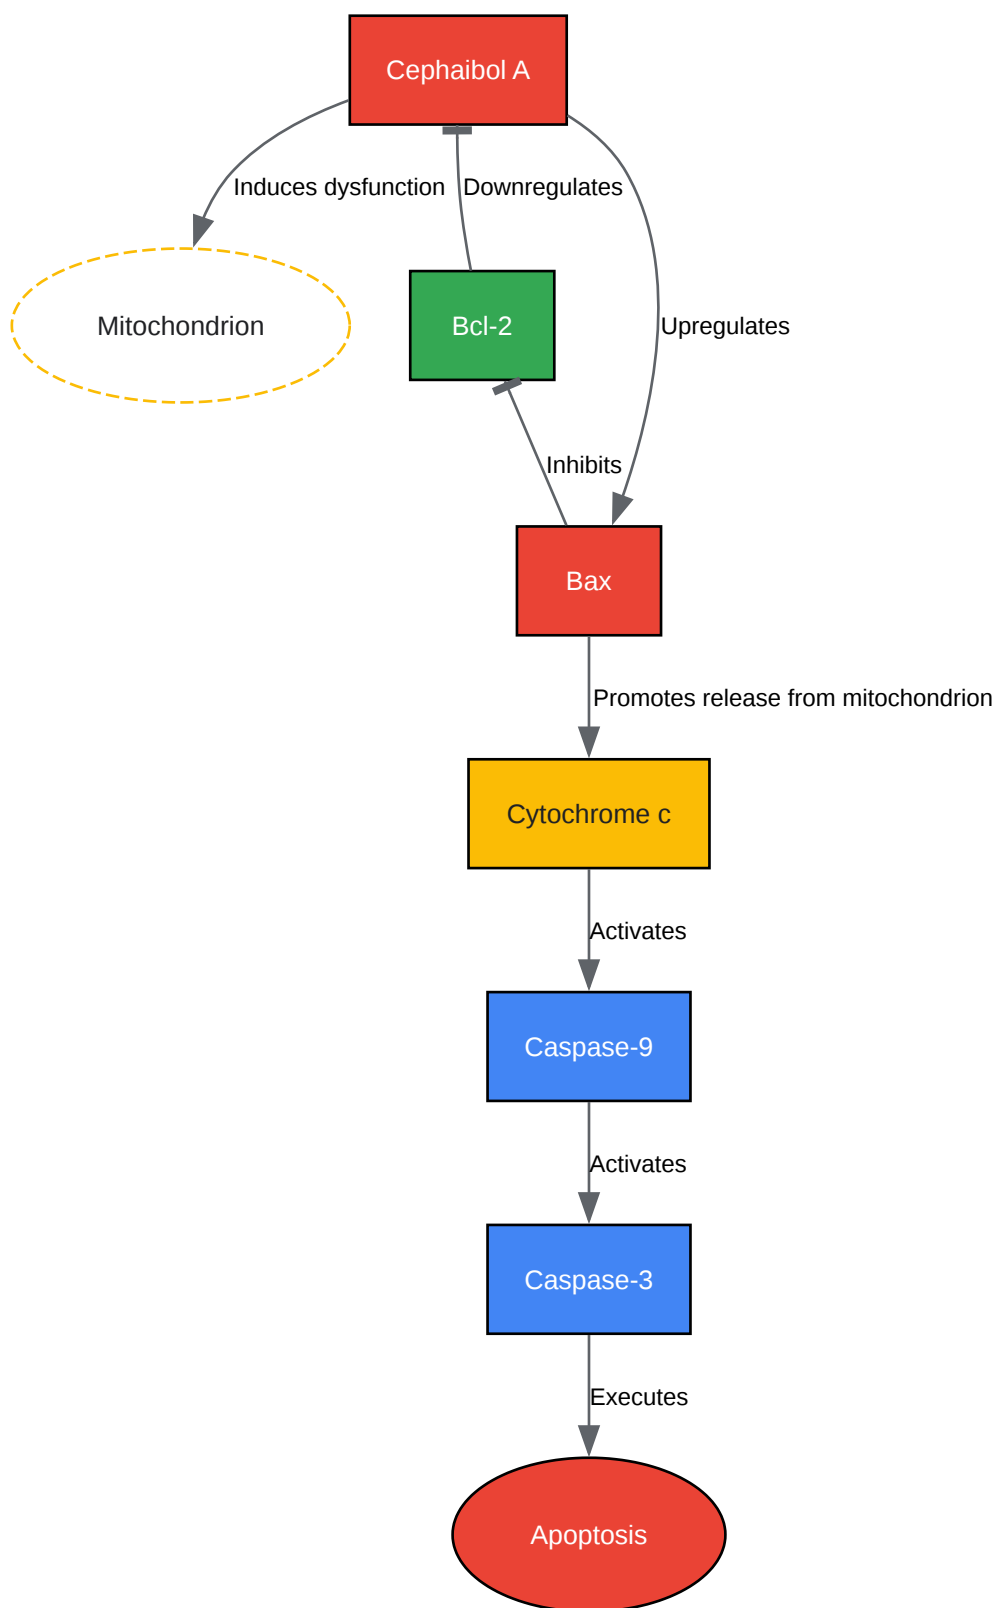 Cephaibol A
Induces dysfunction
Downregulates
Mitochondrion
Bcl-2
Upregulates
Inhibits
Bax
Promotes release from mitochondrion
Cytochrome c
Activates
Caspase-9
Activates
Caspase-3
Executes
Apoptosis